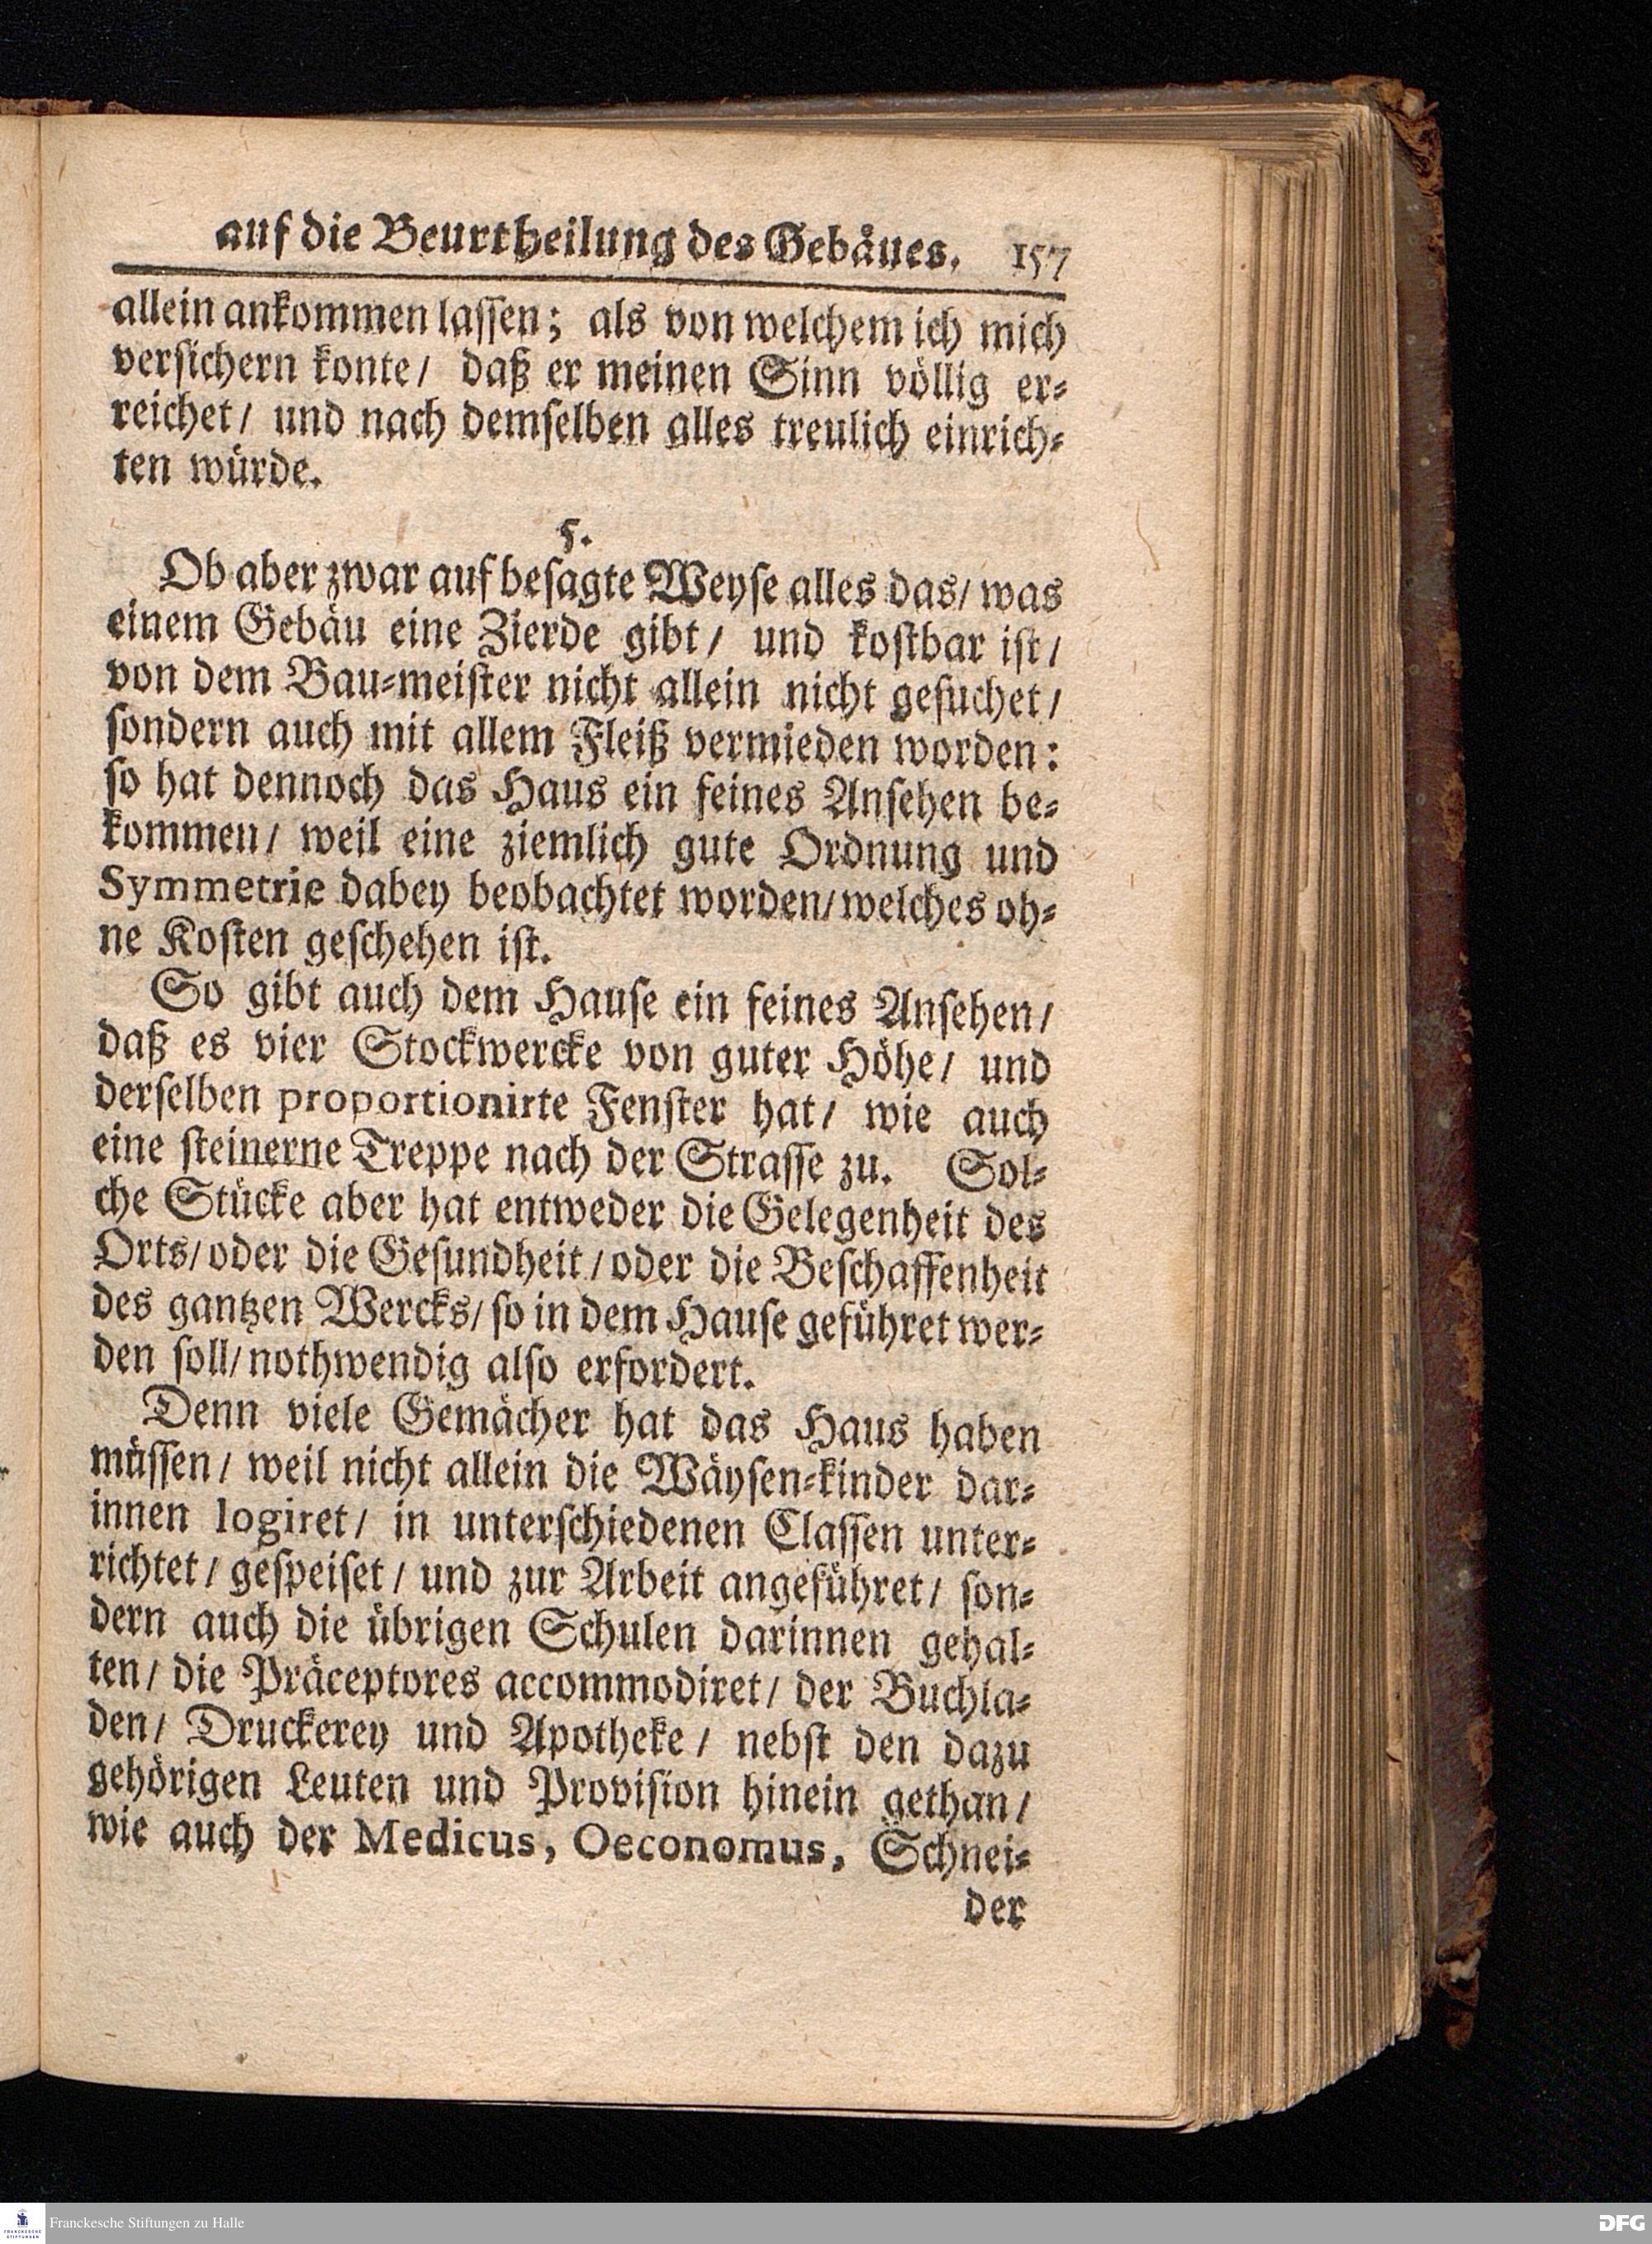 auf die Beurtheilung des Gebäues. 157
allein ankommen lassen; als von welchem ich mich
versichern konte/ daß er meinen Sinn völlig er-
reichet/ und nach demselben alles treulich einrich-
ten würde.
5.
Ob aber zwar auf besagte Weyse alles das/ was
einem Gebäu eine Zierde gibt/ und kostbar ist/
von dem Bau-meister nicht allein nicht gesuchet/
sondern auch mit allem Fleiß vermieden worden:
so hat dennoch das Haus ein feines Ansehen be-
kommen/ weil eine ziemlich gute Ordnung und
Symmetrie dabey beobachtet worden/ welches oh-
ne Kosten geschehen ist.
So gibt auch dem Hause ein feines Ansehen/
daß es vier Stockwercke von guter Höhe/ und
derselben proportionirte Fenster hat/ wie auch
eine steinerne Treppe nach der Strasse zu. Sol-
che Stücke aber hat entweder die Gelegenheit des
Orts/ oder die Gesundheit/ oder die Beschaffenheit
des gantzen Wercks/ so in dem Hause geführet wer-
den soll/ nothwendig also erfordert.
Denn viele Gemächer hat das Haus haben
müssen/ weil nicht allein die Wäysen-kinder dar-
innen logiret/ in unterschiedenen Classen unter-
richtet/ gespeiset/ und zur Arbeit angeführet/ son-
dern auch die übrigen Schulen darinnen gehal-
ten/ die Präceptores accommodiret/ der Buchla-
den/ Druckerey und Apotheke/ nebst den dazu
gehörigen Leuten und Provision hinein gethan/
wie auch der Medicus, Oeconomus, Schnei-
der
FRANCKESCHE
STIFTUNGEN
Franckesche Stiftungen zu Halle
DFG